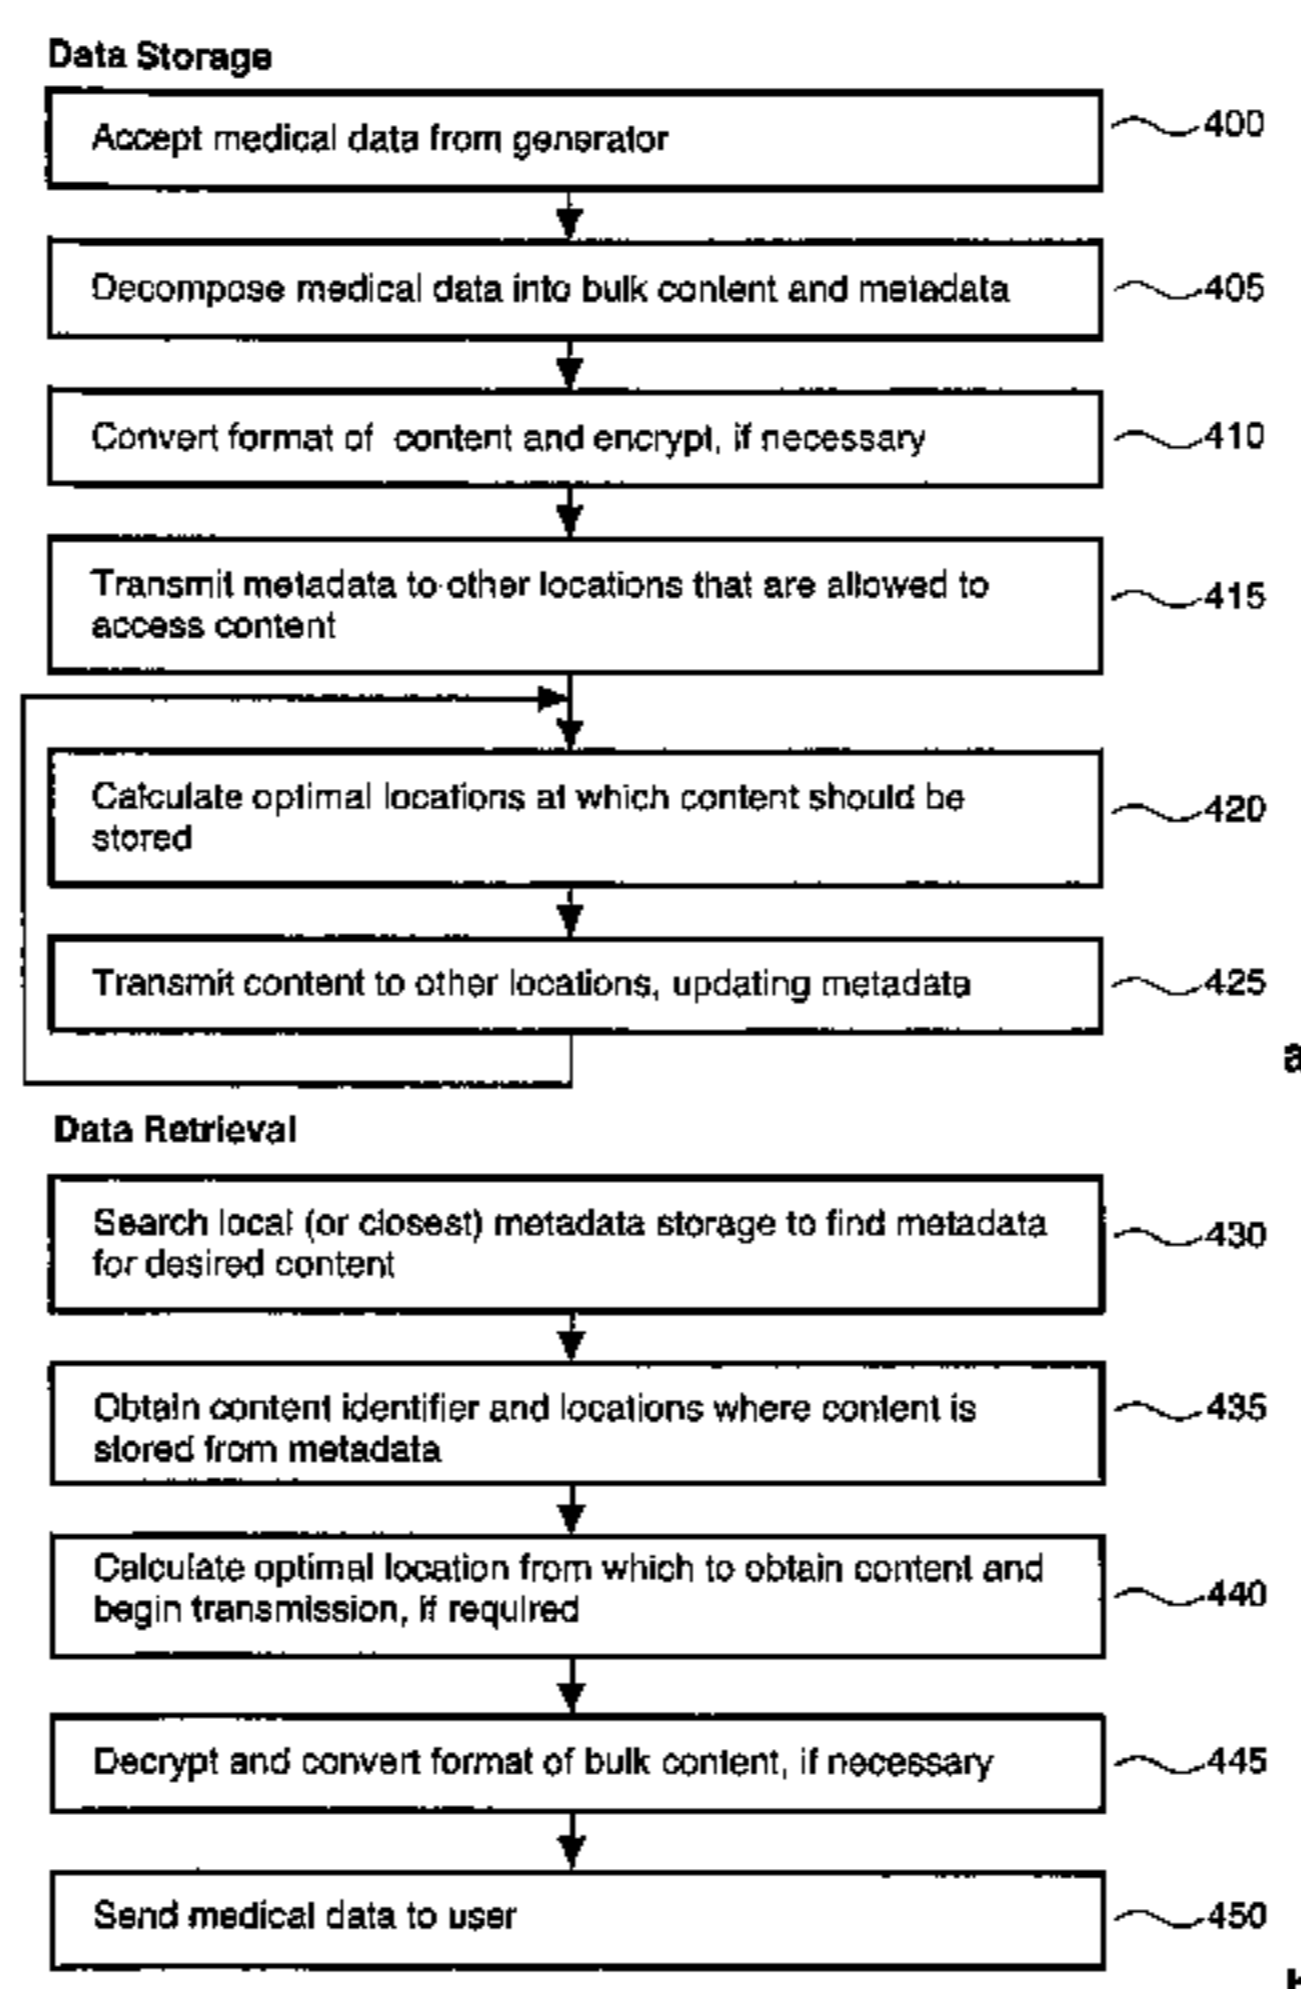 Data Storage
Accept medical data from generator
400
Decompose medical data into bulk content and metadata
405
Convert format of content and encrypt, if necessary
410
Transmit metadata to other locations that are allowed to
access content
415
Calculate optimal locations at which content should be
stored
420
Transmit content to other locations, updating metadata
425
a
Data Retrieval
Search local (or closest) metadata storage to find metadata
for desired content
430
Obtain content identifier and locations where content is
stored from metadata
435
Calculate optimal location from which to obtain content and
begin transmission, if required
440
Decrypt and convert format of bulk content, if necessary
445
Send medical data to user
450